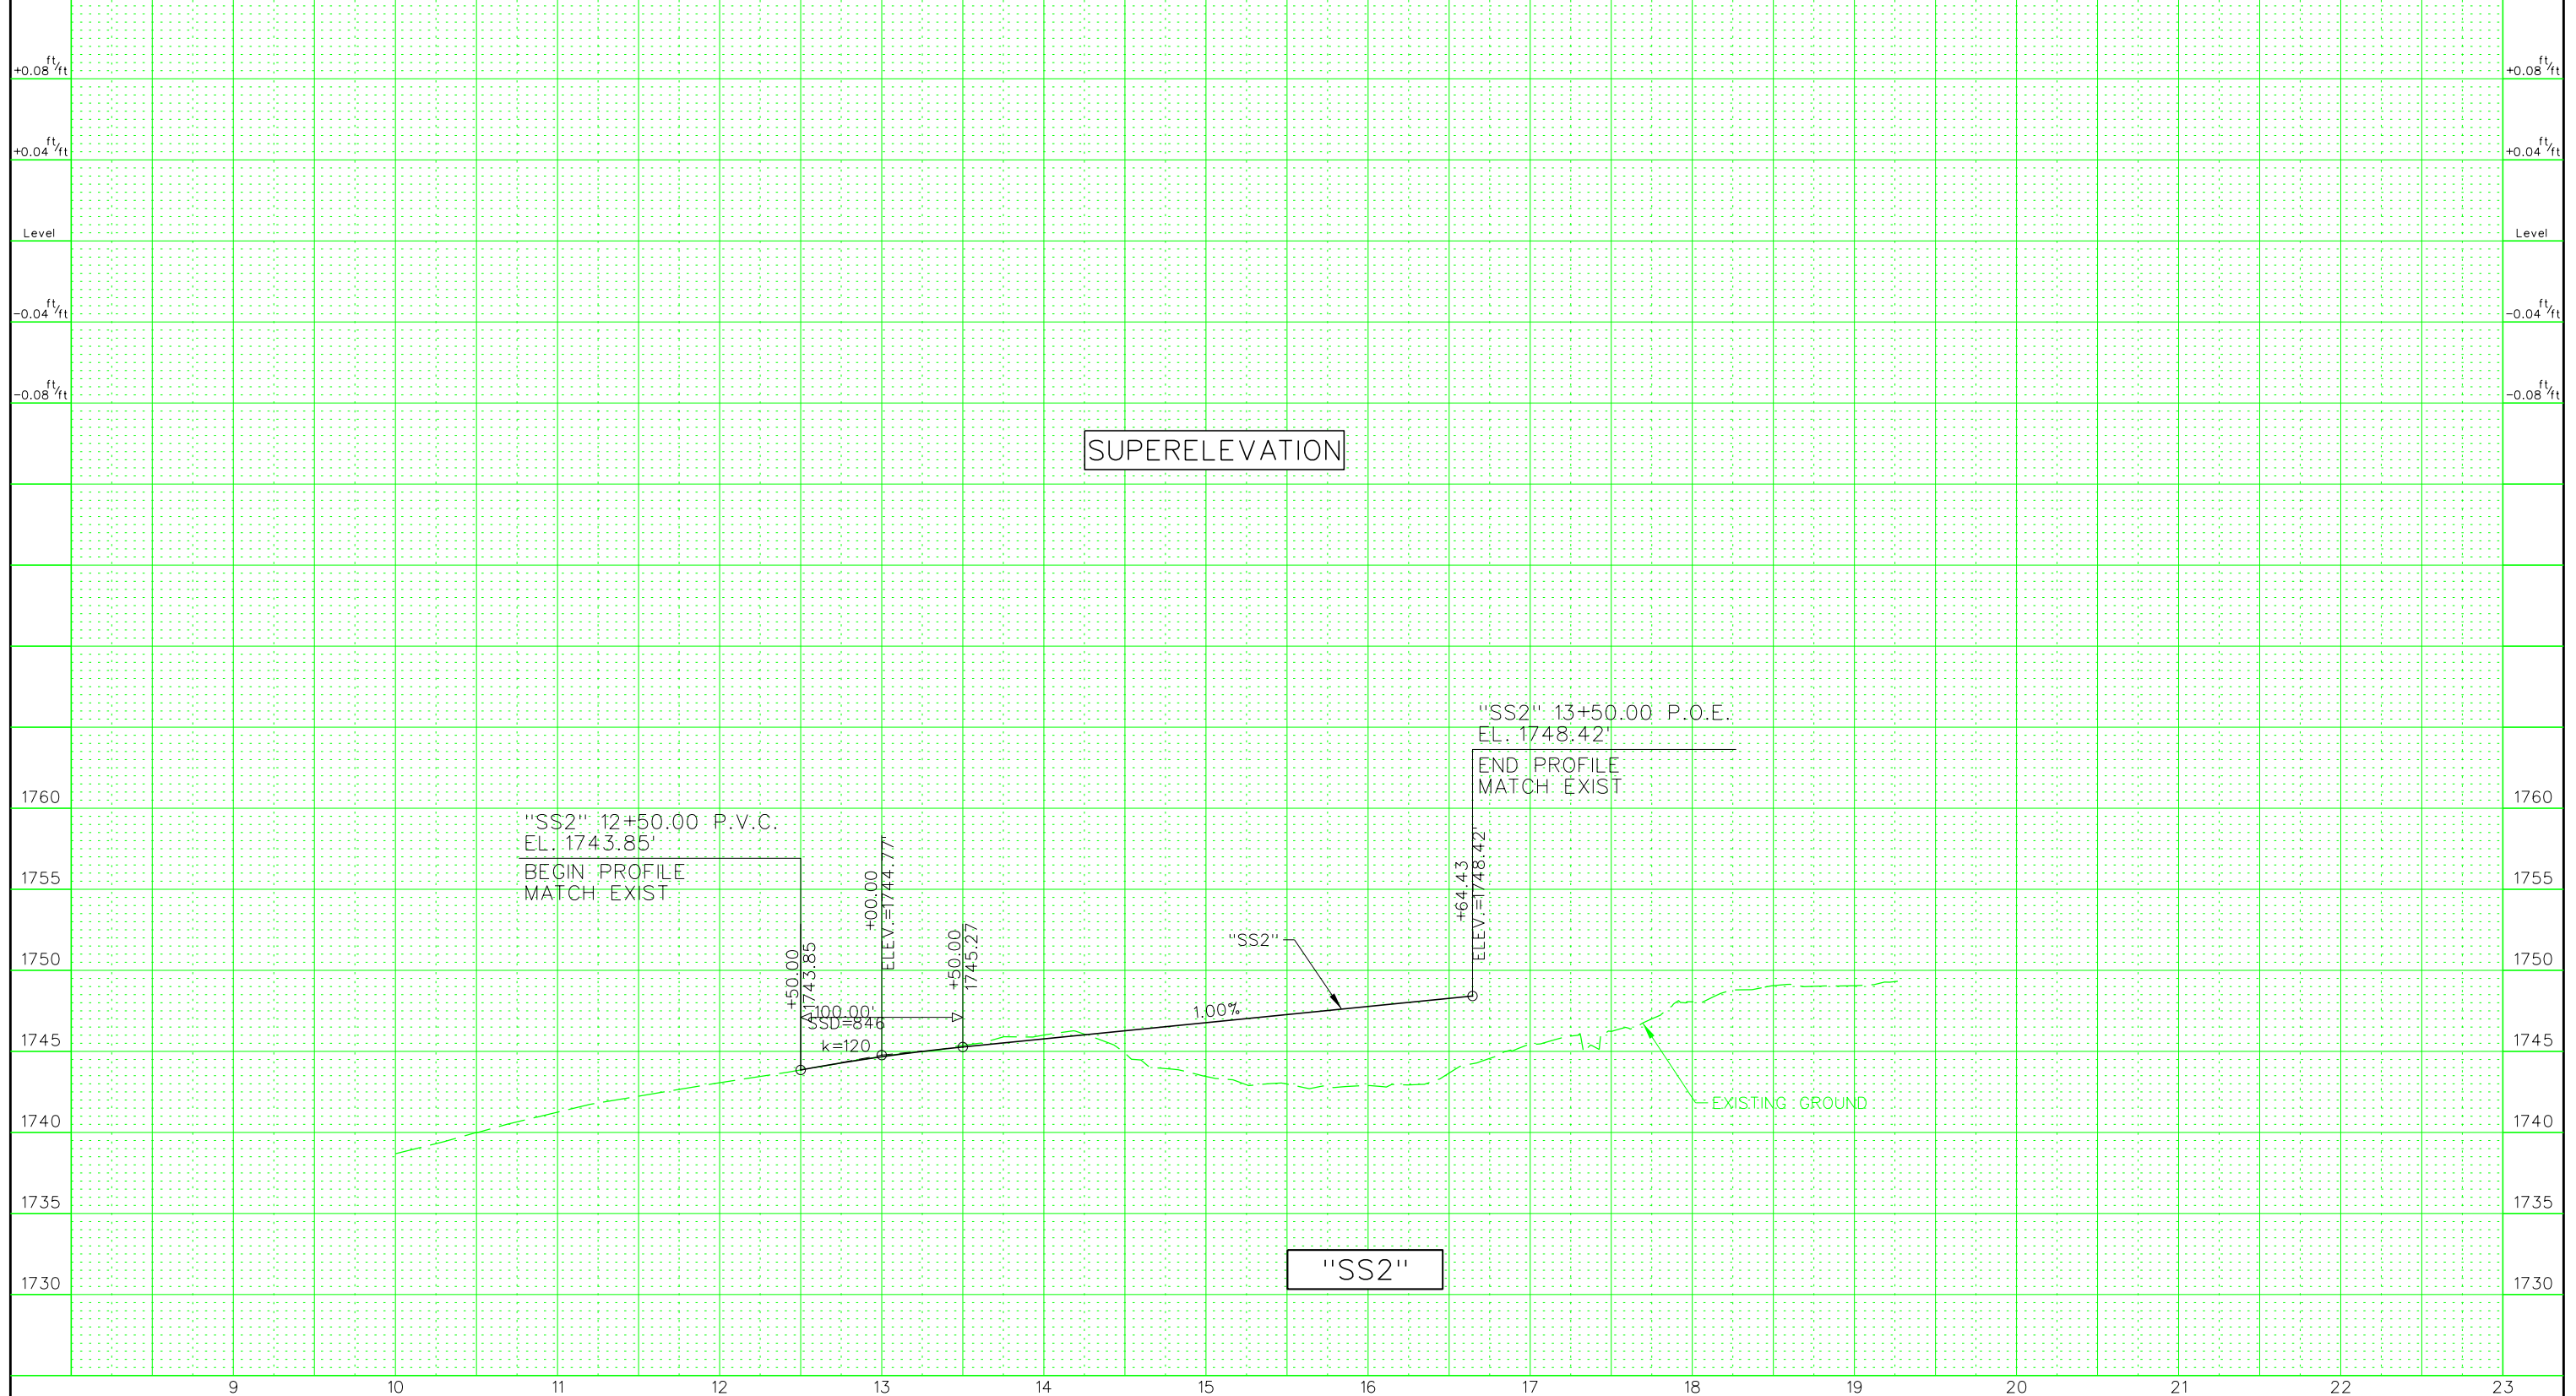 +0.08 ft/ft
+0.08 ft/ft
+0.04 ft/ft
+0.04 ft/ft
Level
Level
-0.04 ft/ft
-0.04 ft/ft
-0.08 ft/ft
-0.08 ft/ft
SUPERELEVATION
"SS2" 13+50.00 P.O.E.
EL. 1748.42'
END PROFILE
MATCH EXIST
+64.43
ELEV.=1748.42'
"SS2" 12+50.00 P.V.C.
EL. 1743.85'
BEGIN PROFILE
MATCH EXIST
+50.00
1743.85
+00.00
ELEV.=1744.77'
+50.00
1745.27
100.00'
SSD=846
k=120
"SS2"
1.00%
EXISTING GROUND
1760
1760
1755
1755
1750
1750
1745
1745
1740
1740
1735
1735
1730
1730
"SS2"
9 10 11 12 13 14 15 16 17 18 19 20 21 22 23